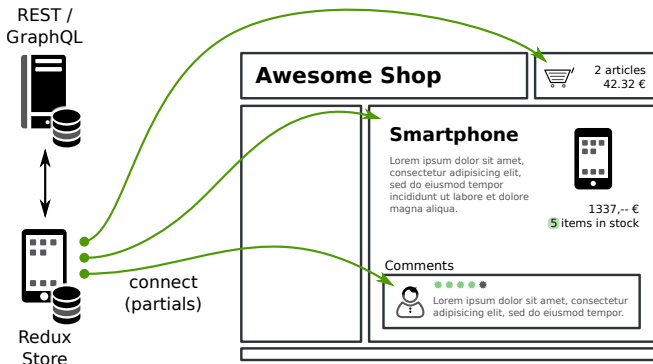 REST /
GraphQL
Awesome Shop
2 articles
42.32 €
Smartphone
Lorem ipsum dolor sit amet,
consectetur adipisicing elit,
sed do eiusmod tempor
incididunt ut labore et dolore
magna aliqua.
1337,-- €
5 items in stock
connect
(partials)
Comments
Lorem ipsum dolor sit amet, consectetur
adipisicing elit, sed do eiusmod tempor.
Redux
Store